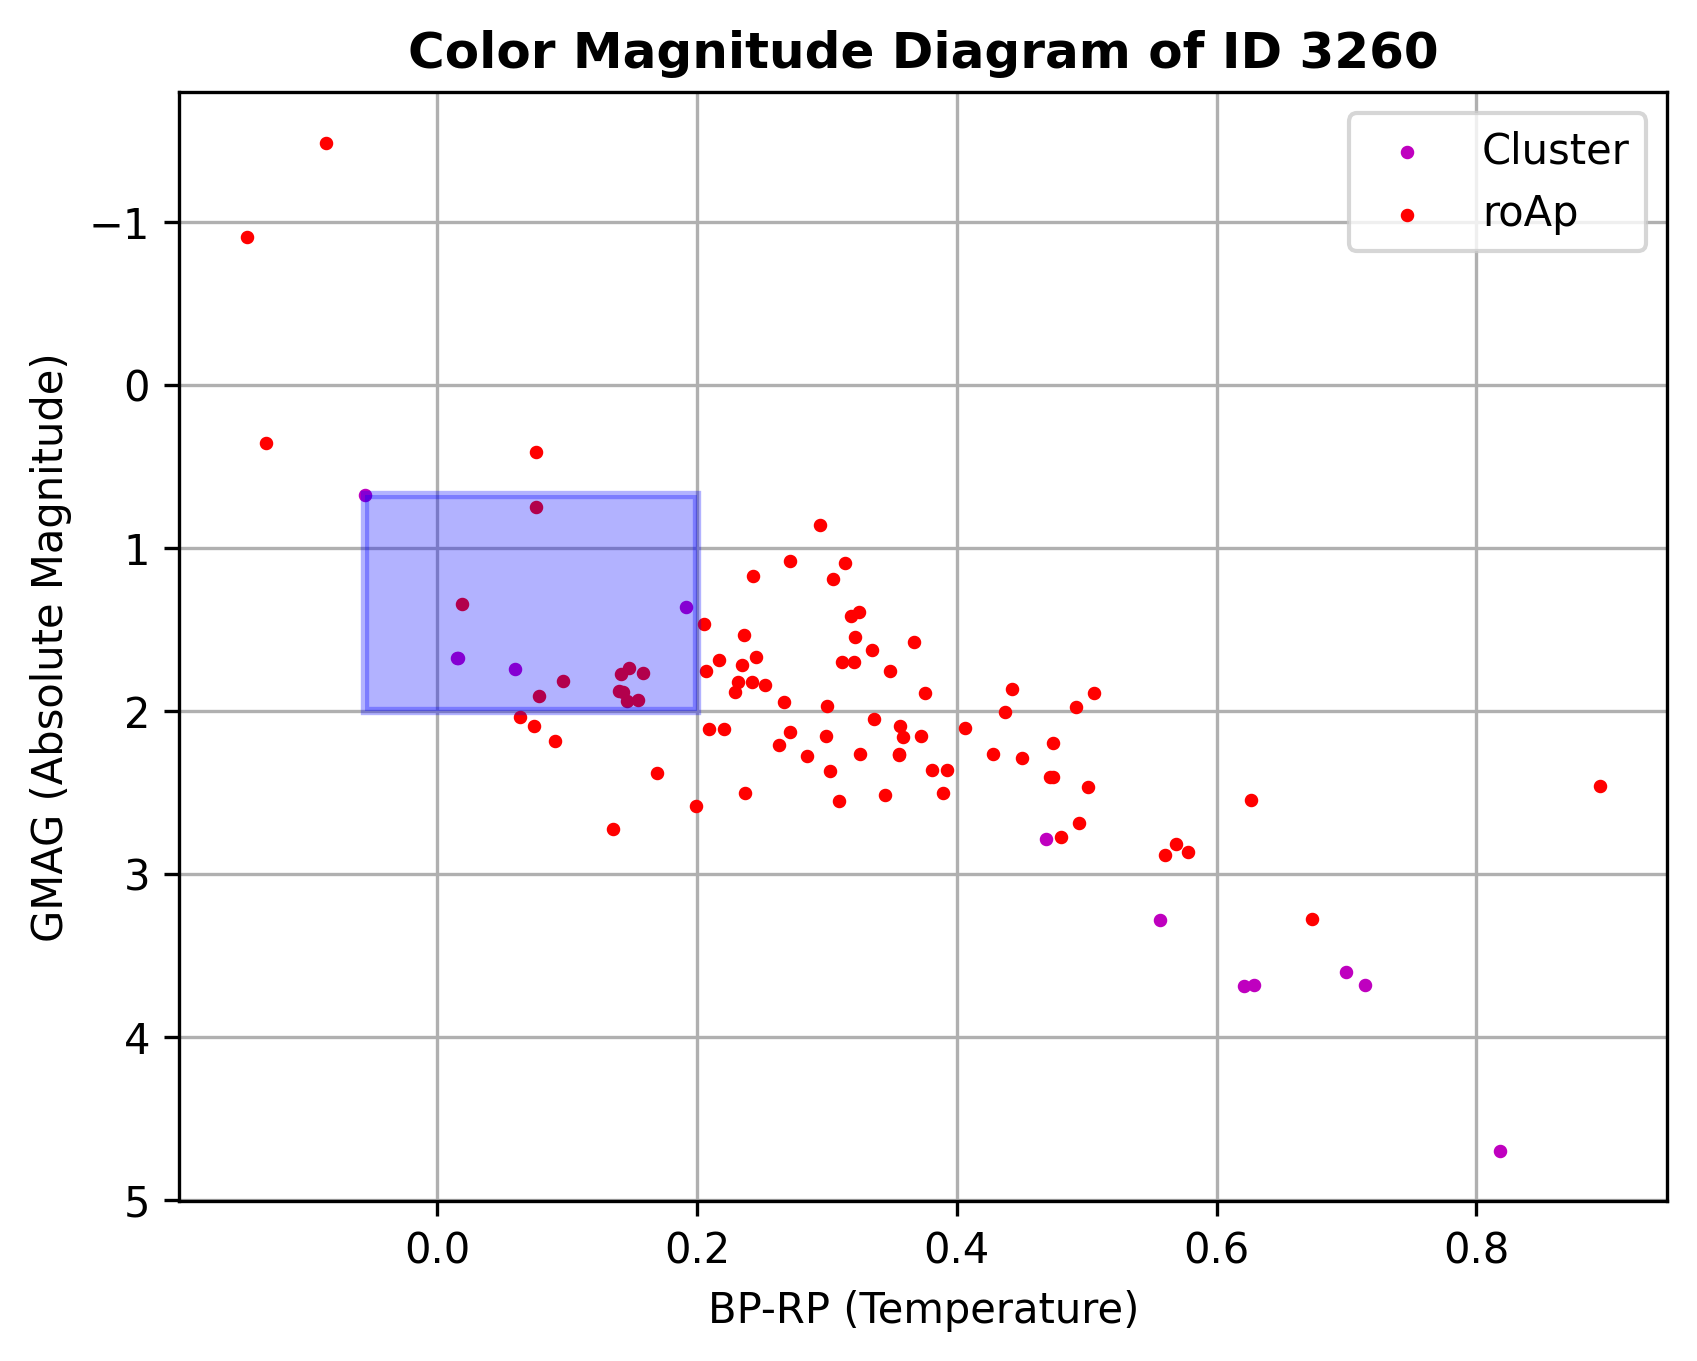 Color Magnitude Diagram of ID 3260
Cluster
roAp
GMAG (Absolute Magnitude)
−1
0
1
2
3
4
5
0.0 0.2 0.4 0.6 0.8
BP-RP (Temperature)